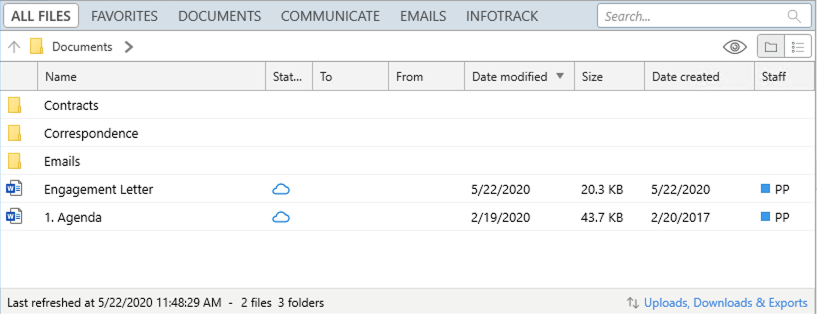 ALL FILES FAVORITES DOCUMENTS COMMUNICATE EMAILS INFOTRACK Search...
Documents
Name Stat... To From Date modified Size Date created Staff
Contracts
Correspondence
Emails
Engagement Letter 5/22/2020 20.3 KB 5/22/2020 PP
1. Agenda 2/19/2020 43.7 KB 2/20/2017 PP
Last refreshed at 5/22/2020 11:48:29 AM - 2 files 3 folders Uploads, Downloads & Exports